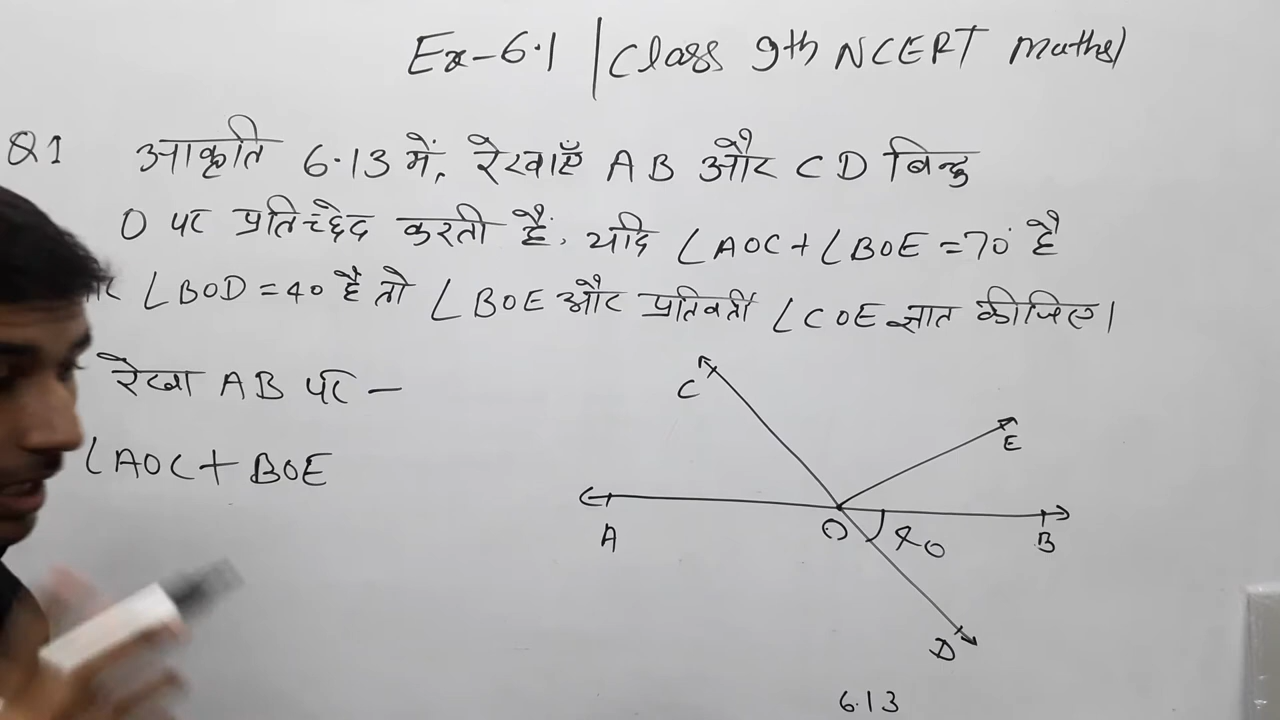 Ex-6.1 | Class 9th NCERT maths)
Q1 आकृति 6.13 में, रेखाएँ AB और CD बिन्दु
O पर प्रतिच्छेद करती हैं. यदि ∠AOC + ∠BOE = 70° है
∠BOD = 40 है तो ∠BOE और प्रतिवर्ती ∠COE ज्ञात कीजिए।
रेखा AB पर –
∠AOC + BOE
C
E
A
O
40
B
D
6.13